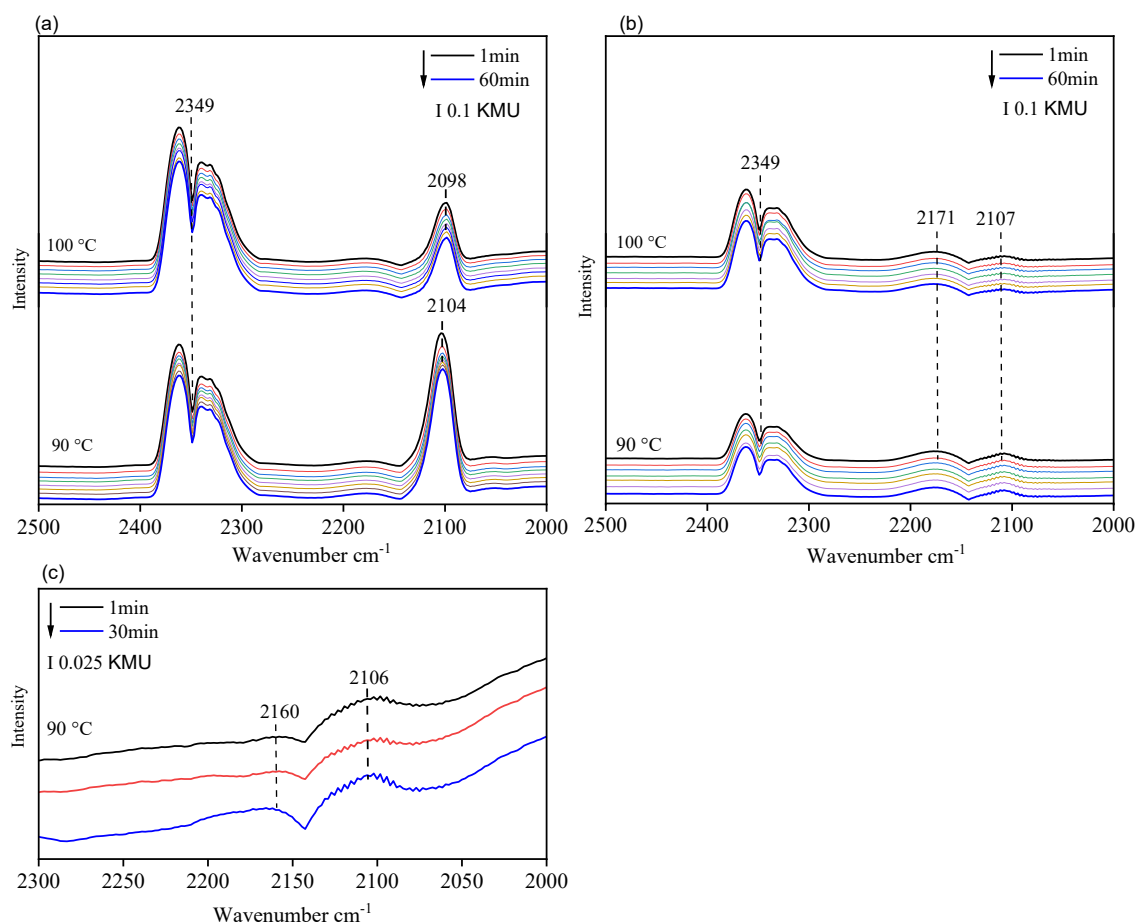 (a)
1min
60min
I 0.1 KMU
2349
2098
100 °C
2104
90 °C
Intensity
2500 2400 2300 2200 2100 2000
Wavenumber cm-1
(b)
1min
60min
I 0.1 KMU
2349
2171 2107
100 °C
90 °C
Intensity
2500 2400 2300 2200 2100 2000
Wavenumber cm-1
(c)
1min
30min
I 0.025 KMU
2106
2160
90 °C
Intensity
2300 2250 2200 2150 2100 2050 2000
Wavenumber cm-1